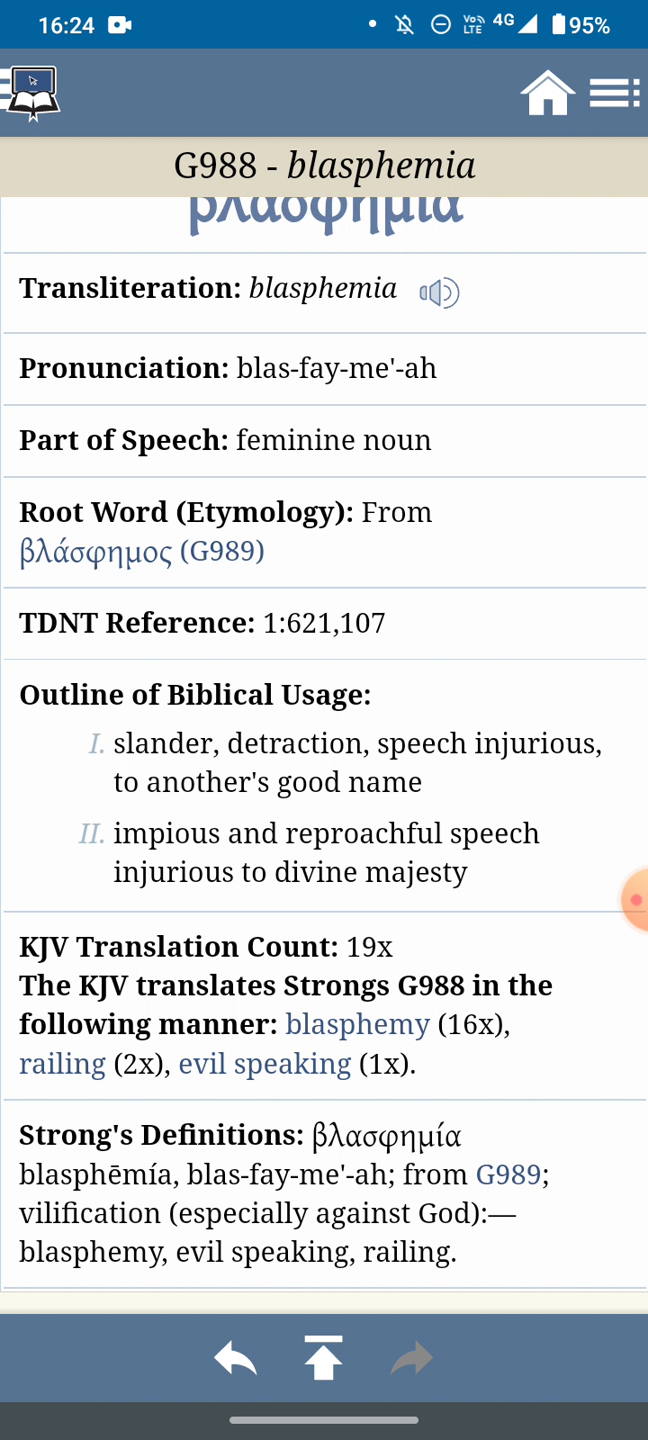 16:24 Vo)) LTE 4G 95%
G988 - blasphemia
βλασφημία
Transliteration: blasphemia
Pronunciation: blas-fay-me'-ah
Part of Speech: feminine noun
Root Word (Etymology): From
βλάσφημος (G989)
TDNT Reference: 1:621,107
Outline of Biblical Usage:
I. slander, detraction, speech injurious,
to another's good name
II. impious and reproachful speech
injurious to divine majesty
KJV Translation Count: 19x
The KJV translates Strongs G988 in the
following manner: blasphemy (16x),
railing (2x), evil speaking (1x).
Strong's Definitions: βλασφημία
blasphēmía, blas-fay-me'-ah; from G989;
vilification (especially against God):—
blasphemy, evil speaking, railing.